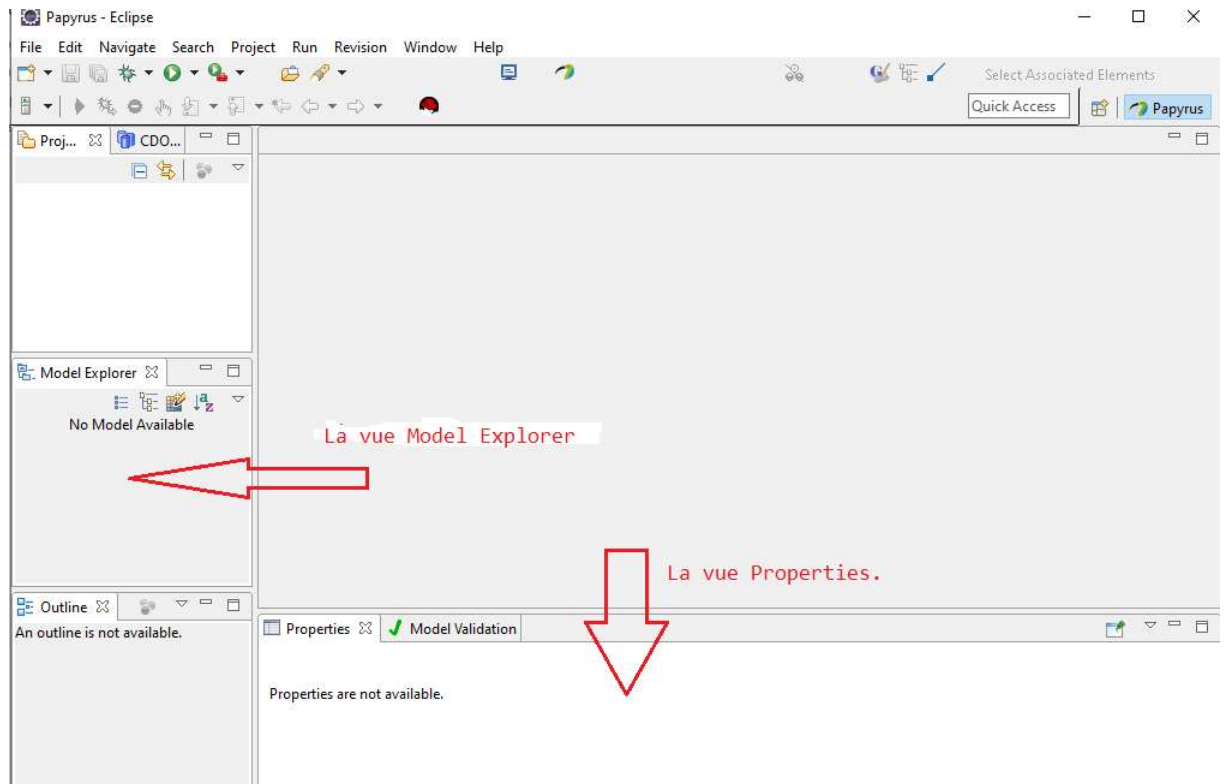 Papyrus - Eclipse
File Edit Navigate Search Project Run Revision Window Help
Select Associated Elements
Quick Access
Papyrus
Proj...
CDO...
Model Explorer
No Model Available
La vue Model Explorer
La vue Properties.
Outline
An outline is not available.
Properties
Model Validation
Properties are not available.